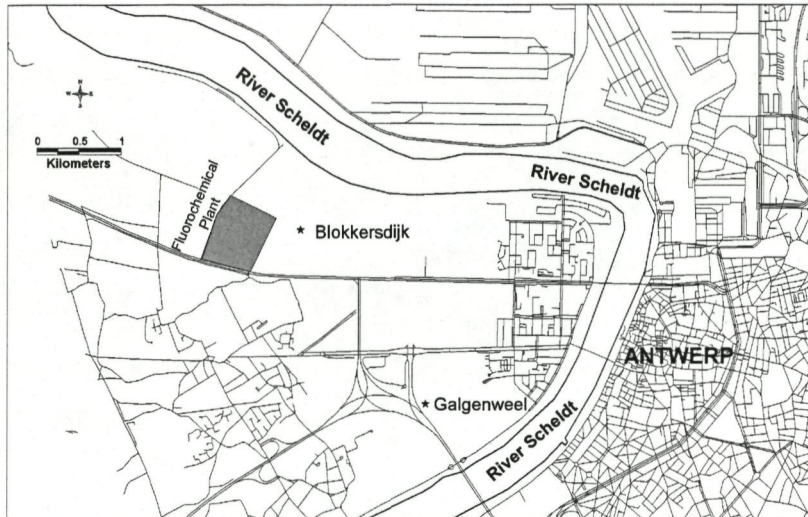 River Scheldt
N
W E
S
0 0.5 1
Kilometers
River Scheldt
Fluorochemical
Plant
Blokkersdijk
ANTWERP
Galgenweel
River Scheldt